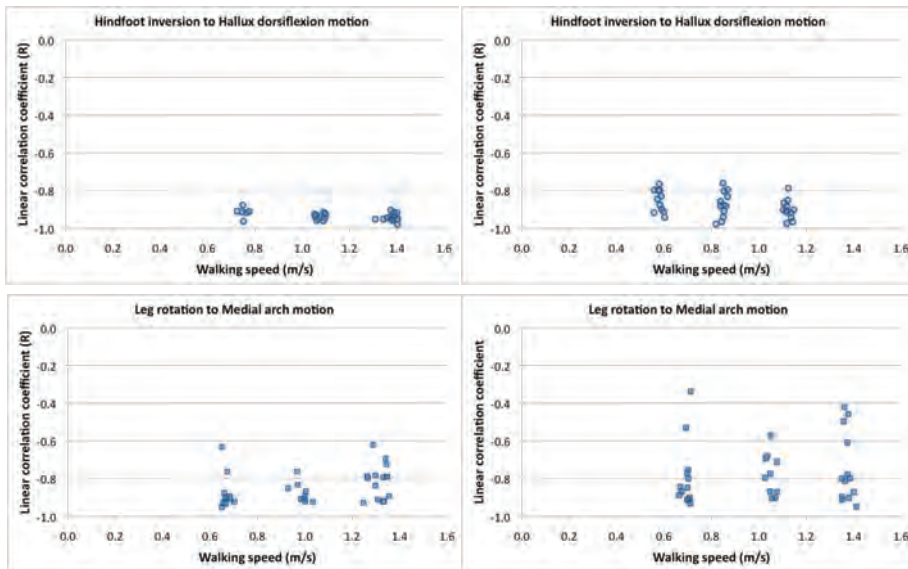 Hindfoot inversion to Hallux dorsiflexion motion
Linear correlation coefficient (R)
0.0
-0.2
-0.4
-0.6
-0.8
-1.0
0.0 0.2 0.4 0.6 0.8 1.0 1.2 1.4 1.6
Walking speed (m/s)
Hindfoot inversion to Hallux dorsiflexion motion
Linear correlation coefficient (R)
0.0
-0.2
-0.4
-0.6
-0.8
-1.0
0.0 0.2 0.4 0.6 0.8 1.0 1.2 1.4 1.6
Walking speed (m/s)
Leg rotation to Medial arch motion
Linear correlation coefficient (R)
0.0
-0.2
-0.4
-0.6
-0.8
-1.0
0.0 0.2 0.4 0.6 0.8 1.0 1.2 1.4 1.6
Walking speed (m/s)
Leg rotation to Medial arch motion
Linear correlation coefficient
0.0
-0.2
-0.4
-0.6
-0.8
-1.0
0.0 0.2 0.4 0.6 0.8 1.0 1.2 1.4 1.6
Walking speed (m/s)